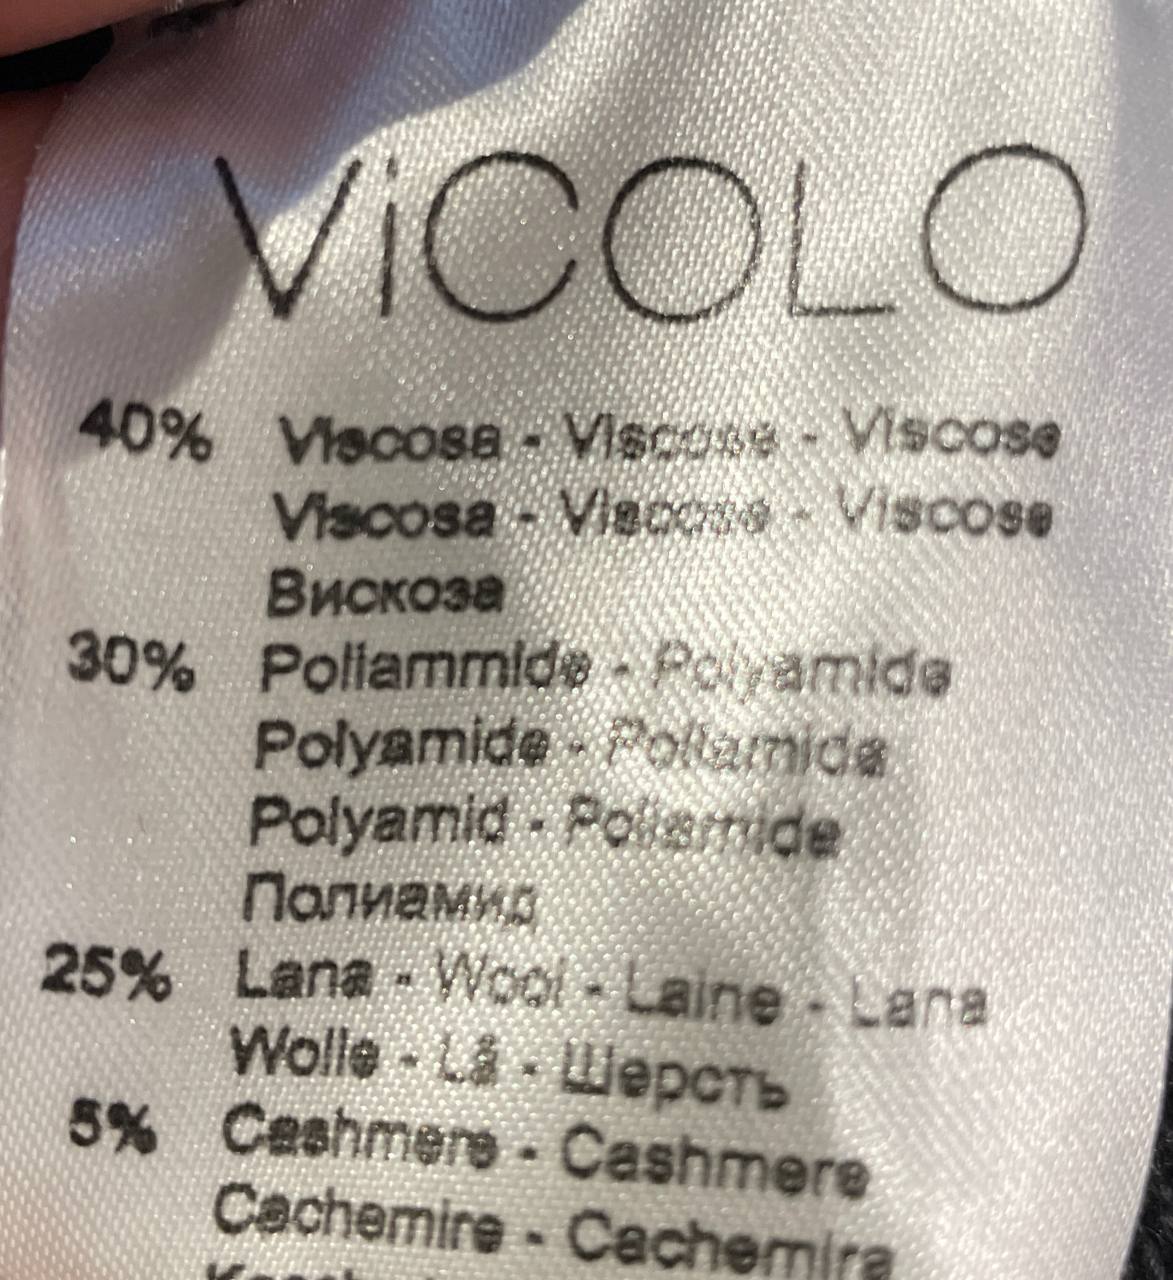 ViCOLO
40% Viscosa - Viscose - Viscose
Viscosa - Viscose - Viscose
Вискоза
30% Poliammide - Polyamide
Polyamide - Poliamida
Polyamid - Poliamide
Полиамид
25% Lana - Wool - Laine - Lana
Wolle - Lã - Шерсть
5% Cashmere - Cashmere
Cachemire - Cachemira